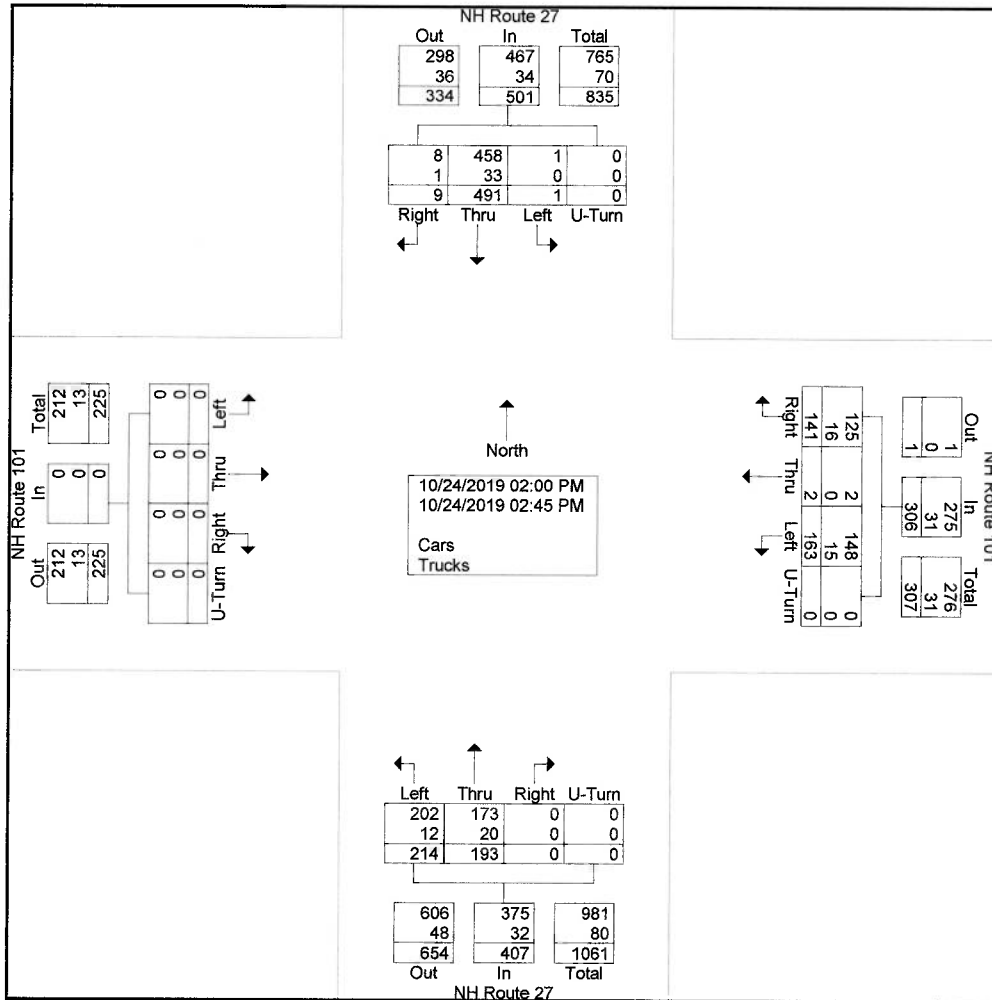 NH Route 27
Out In Total
298 467 765
36 34 70
334 501 835
8 458 1 0
1 33 0 0
9 491 1 0
Right Thru Left U-Turn
NH Route 101
Total In Out
212 0 212
13 0 13
225 0 225
Left Thru Right U-Turn
0 0 0 0
0 0 0 0
0 0 0 0
North
10/24/2019 02:00 PM
10/24/2019 02:45 PM
Cars
Trucks
Right Thru Left U-Turn
125 2 148 0
16 0 15 0
141 2 163 0
NH Route 101
Out In Total
1 275 276
0 31 31
1 306 307
Left Thru Right U-Turn
202 173 0 0
12 20 0 0
214 193 0 0
606 375 981
48 32 80
654 407 1061
Out In Total
NH Route 27